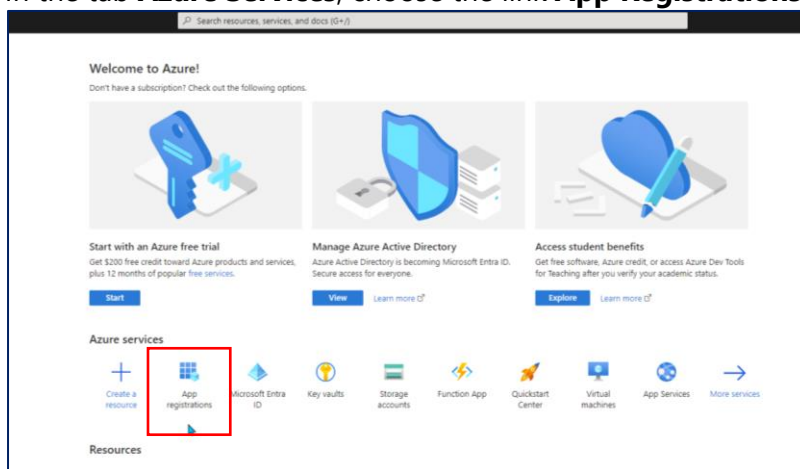 In the tab Azure Services, choose the link App Registrations
Search resources, services, and docs (G+/)
Welcome to Azure!
Don't have a subscription? Check out the following options.
Start with an Azure free trial
Get $200 free credit toward Azure products and services,
plus 12 months of popular free services.
Start
Manage Azure Active Directory
Azure Active Directory is becoming Microsoft Entra ID.
Secure access for everyone.
View Learn more
Access student benefits
Get free software, Azure credit, or access Azure Dev Tools
for Teaching after you verify your academic status.
Explore Learn more
Azure services
Create a
resource
App
registrations
Microsoft Entra
ID
Key vaults
Storage
accounts
Function App
Quickstart
Center
Virtual
machines
App Services
More services
Resources